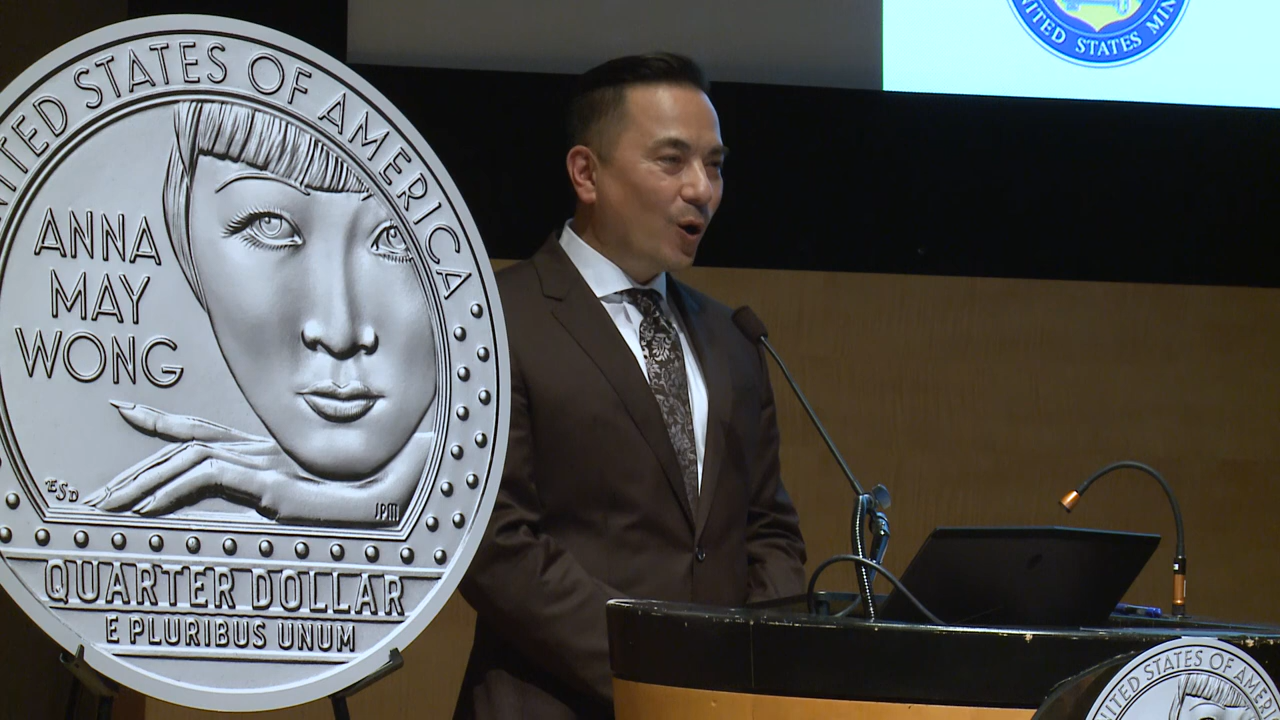 UNITED STATES OF AMERICA
ANNA
MAY
WONG
ESD
JPM
QUARTER DOLLAR
E PLURIBUS UNUM
UNITED STATES MIN
UNITED STATES OF AMERICA